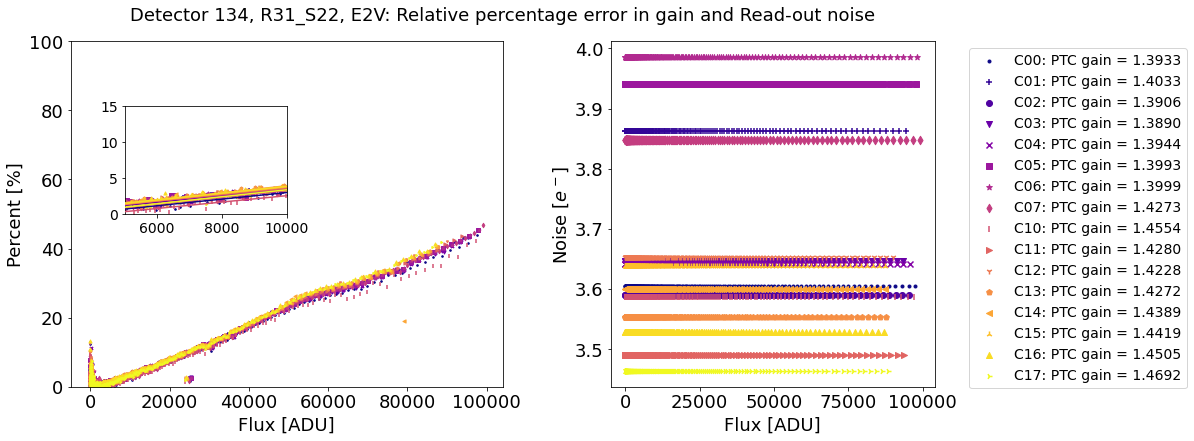 Detector 134, R31_S22, E2V: Relative percentage error in gain and Read-out noise
100
80
60
40
20
0
Percent [%]
15
10
5
0
6000 8000 10000
0 20000 40000 60000 80000 100000
Flux [ADU]
4.0
3.9
3.8
3.7
3.6
3.5
Noise [e⁻]
0 25000 50000 75000 100000
Flux [ADU]
C00: PTC gain = 1.3933
C01: PTC gain = 1.4033
C02: PTC gain = 1.3906
C03: PTC gain = 1.3890
C04: PTC gain = 1.3944
C05: PTC gain = 1.3993
C06: PTC gain = 1.3999
C07: PTC gain = 1.4273
C10: PTC gain = 1.4554
C11: PTC gain = 1.4280
C12: PTC gain = 1.4228
C13: PTC gain = 1.4272
C14: PTC gain = 1.4389
C15: PTC gain = 1.4419
C16: PTC gain = 1.4505
C17: PTC gain = 1.4692